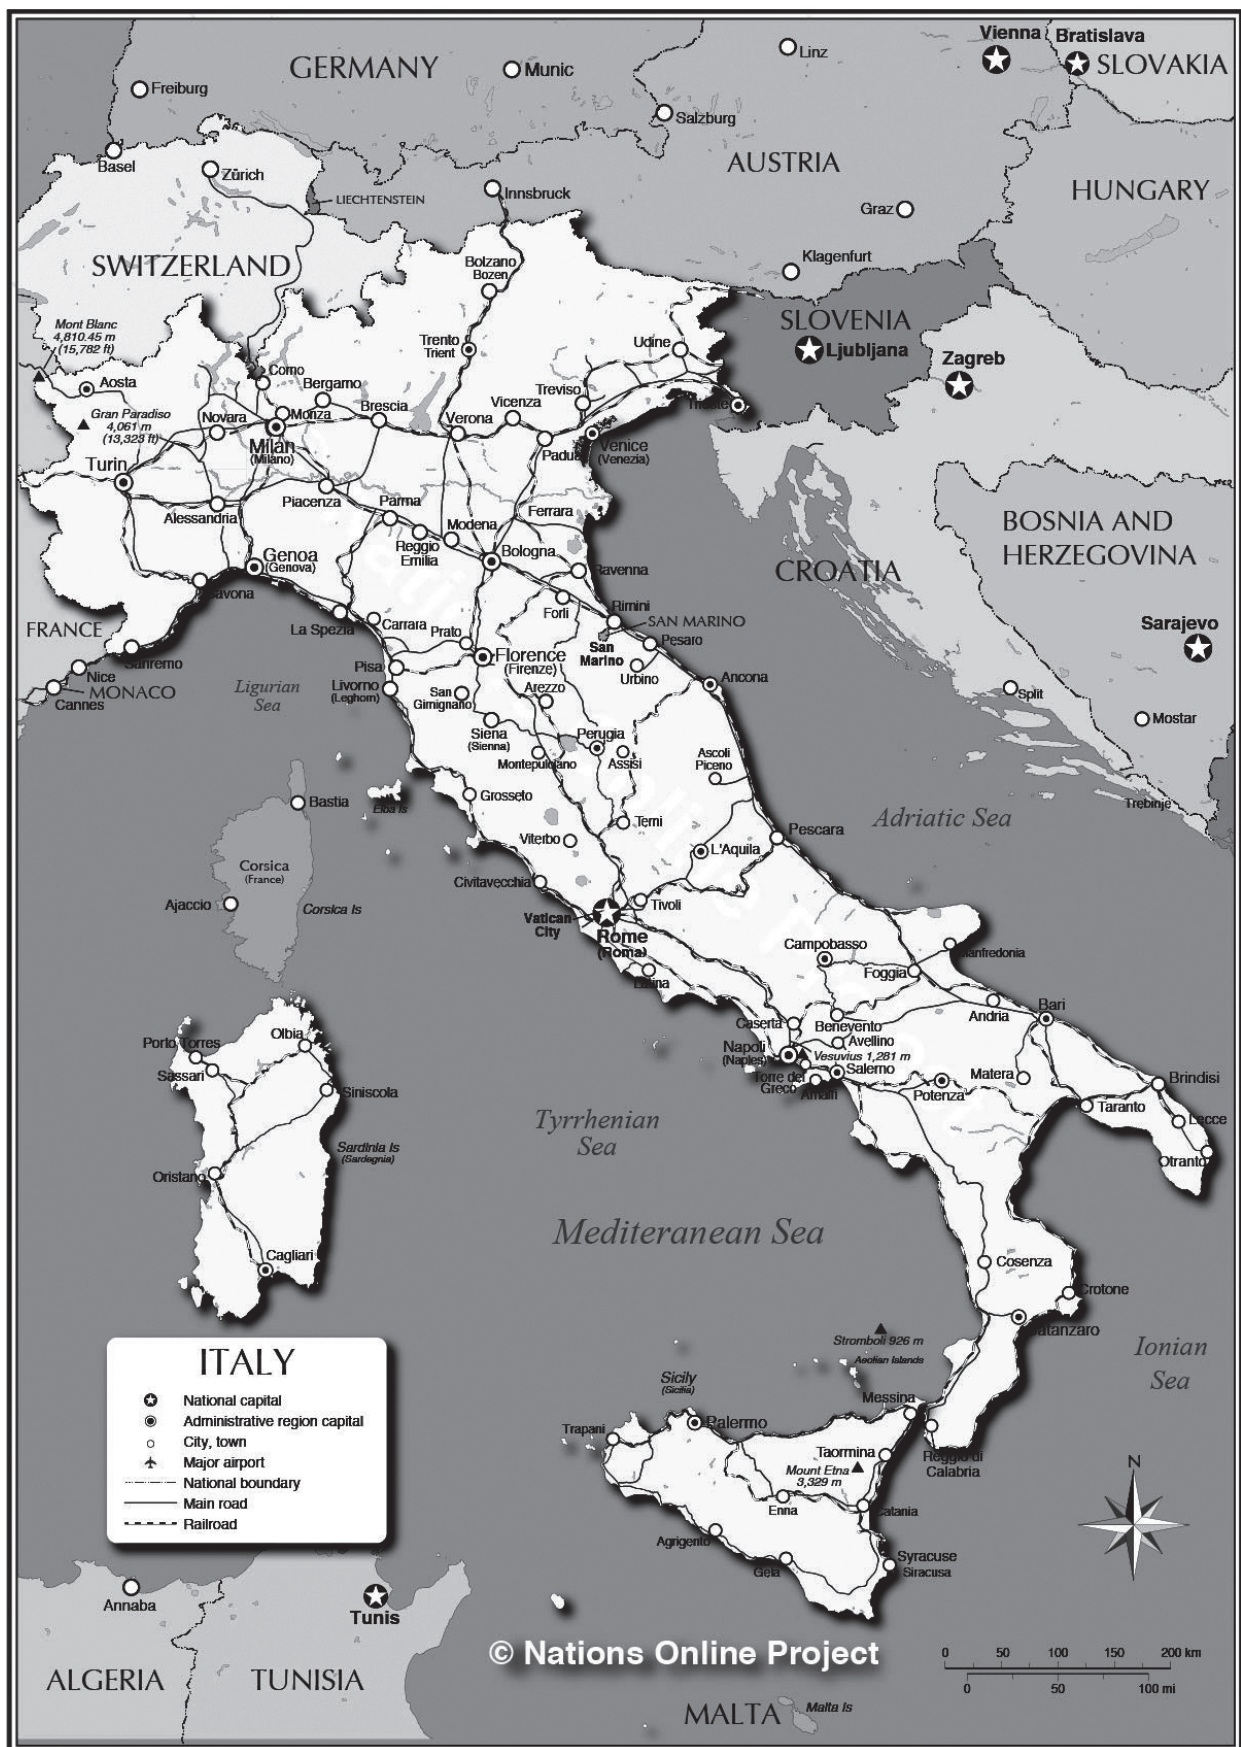 Vienna
Bratislava
Linz
GERMANY
Munic
SLOVAKIA
Freiburg
Salzburg
Basel
Zürich
AUSTRIA
Innsbruck
LIECHTENSTEIN
HUNGARY
Graz
SWITZERLAND
Bolzano
Bozen
Klagenfurt
Mont Blanc
4,810.45 m
(15,782 ft)
SLOVENIA
Ljubljana
Trento
Trient
Udine
Zagreb
Como
Aosta
Bergamo
Treviso
Gran Paradiso
4,061 m
(13,323 ft)
Novara
Monza
Brescia
Verona
Vicenza
Trieste
Milan
(Milano)
Padua
Venice
(Venezia)
Turin
Piacenza
Parma
Ferrara
Alessandria
Modena
BOSNIA AND
HERZEGOVINA
Reggio
Emilia
Bologna
Genoa
(Genova)
CROATIA
Ravenna
Savona
Forli
Rimini
La Spezia
Carrara
SAN MARINO
FRANCE
Prato
Sarajevo
San
Marino
Pesaro
Sanremo
Florence
(Firenze)
Pisa
Nice
Urbino
MONACO
Ligurian
Sea
Livorno
(Leghorn)
San
Gimignano
Arezzo
Ancona
Cannes
Split
Siena
(Sienna)
Perugia
Mostar
Montepulciano
Assisi
Ascoli
Piceno
Grosseto
Bastia
Elba Is
Trebinje
Terni
Adriatic Sea
Viterbo
Pescara
L'Aquila
Corsica
(France)
Civitavecchia
Ajaccio
Corsica Is
Tivoli
Vatican
City
Rome
(Roma)
Campobasso
Manfredonia
Foggia
Latina
Andria
Bari
Caserta
Benevento
Olbia
Porto Torres
Avellino
Napoli
(Naples)
Vesuvius 1,281 m
Sassari
Torre del
Greco
Salerno
Matera
Brindisi
Siniscola
Amalfi
Potenza
Taranto
Lecce
Tyrrhenian
Sea
Sardinia Is
(Sardegnia)
Otranto
Oristano
Mediteranean Sea
Cagliari
Cosenza
Crotone
Catanzaro
Stromboli 926 m
Ionian
Sea
ITALY
Aeolian Islands
Sicily
(Sicilia)
National capital
Messina
Administrative region capital
Palermo
Trapani
City, town
Taormina
Reggio di
Calabria
Major airport
Mount Etna
3,329 m
N
National boundary
Main road
Enna
Catania
Railroad
Agrigento
Syracuse
Siracusa
Gela
Annaba
Tunis
© Nations Online Project
0 50 100 150 200 km
0 50 100 mi
ALGERIA
TUNISIA
MALTA
Malta Is